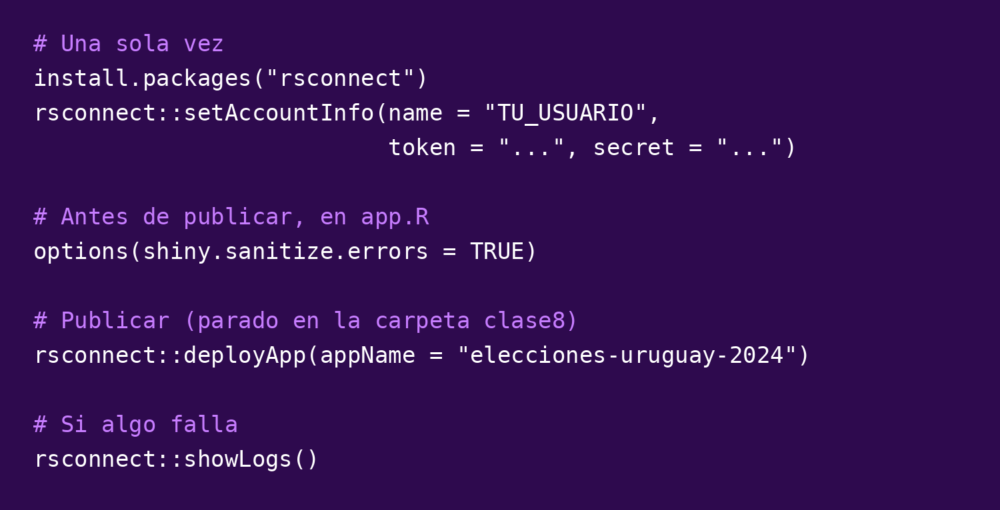 # Una sola vez
install.packages("rsconnect")
rsconnect::setAccountInfo(name = "TU_USUARIO",
                          token = "...", secret = "...")
# Antes de publicar, en app.R
options(shiny.sanitize.errors = TRUE)
# Publicar (parado en la carpeta clase8)
rsconnect::deployApp(appName = "elecciones-uruguay-2024")
# Si algo falla
rsconnect::showLogs()